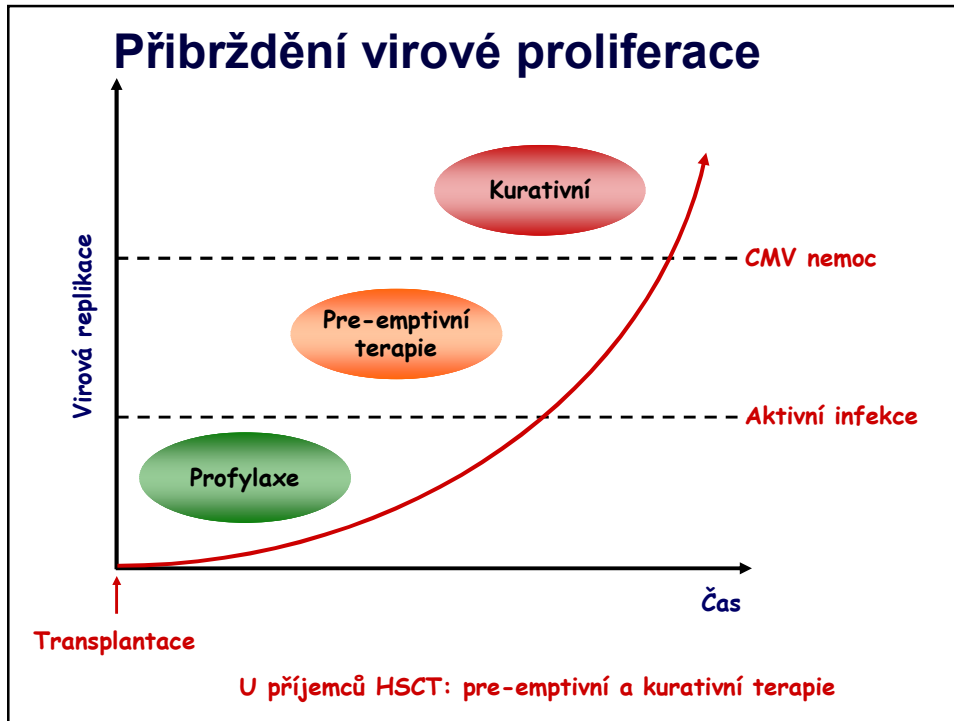 Přibrždění virové proliferace
Kurativní
CMV nemoc
Pre-emptivní
terapie
Virová replikace
Aktivní infekce
Profylaxe
Čas
Transplantace
U příjemců HSCT: pre-emptivní a kurativní terapie